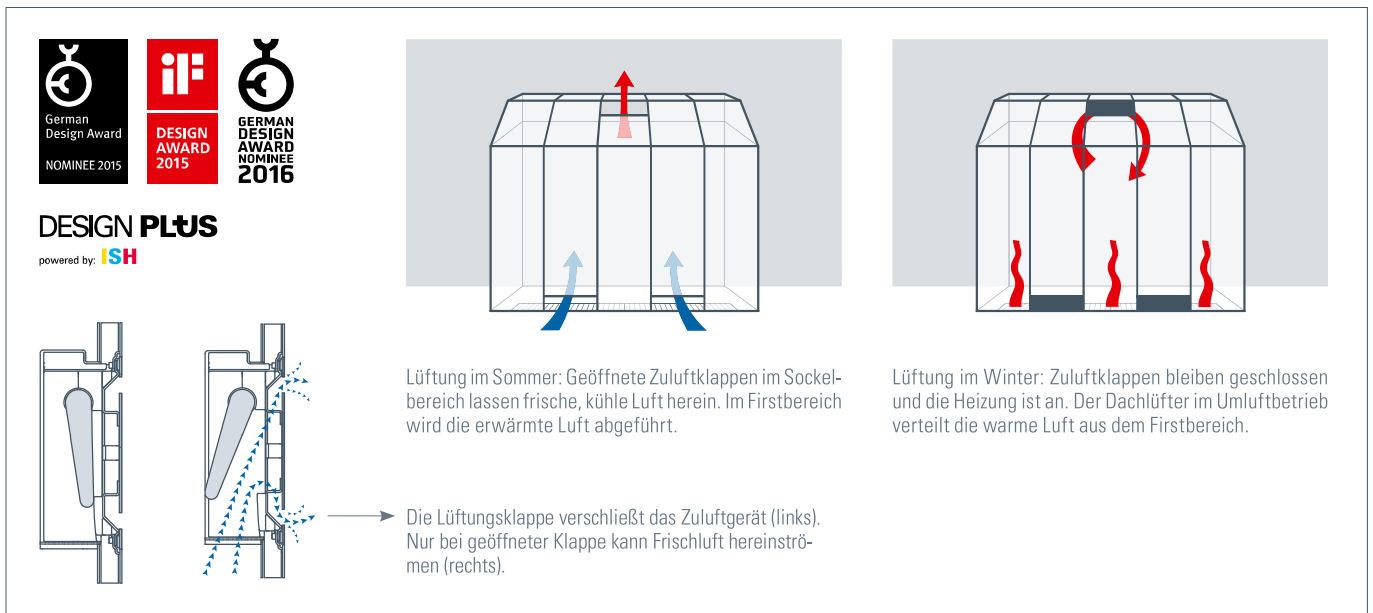 German
Design Award
NOMINEE 2015
iF
DESIGN
AWARD
2015
GERMAN
DESIGN
AWARD
NOMINEE
2016
DESIGN PLUS
powered by: ISH
Lüftung im Sommer: Geöffnete Zuluftklappen im Sockel-
bereich lassen frische, kühle Luft herein. Im Firstbereich
wird die erwärmte Luft abgeführt.
Lüftung im Winter: Zuluftklappen bleiben geschlossen
und die Heizung ist an. Der Dachlüfter im Umluftbetrieb
verteilt die warme Luft aus dem Firstbereich.
Die Lüftungsklappe verschließt das Zuluftgerät (links).
Nur bei geöffneter Klappe kann Frischluft hereinströ-
men (rechts).